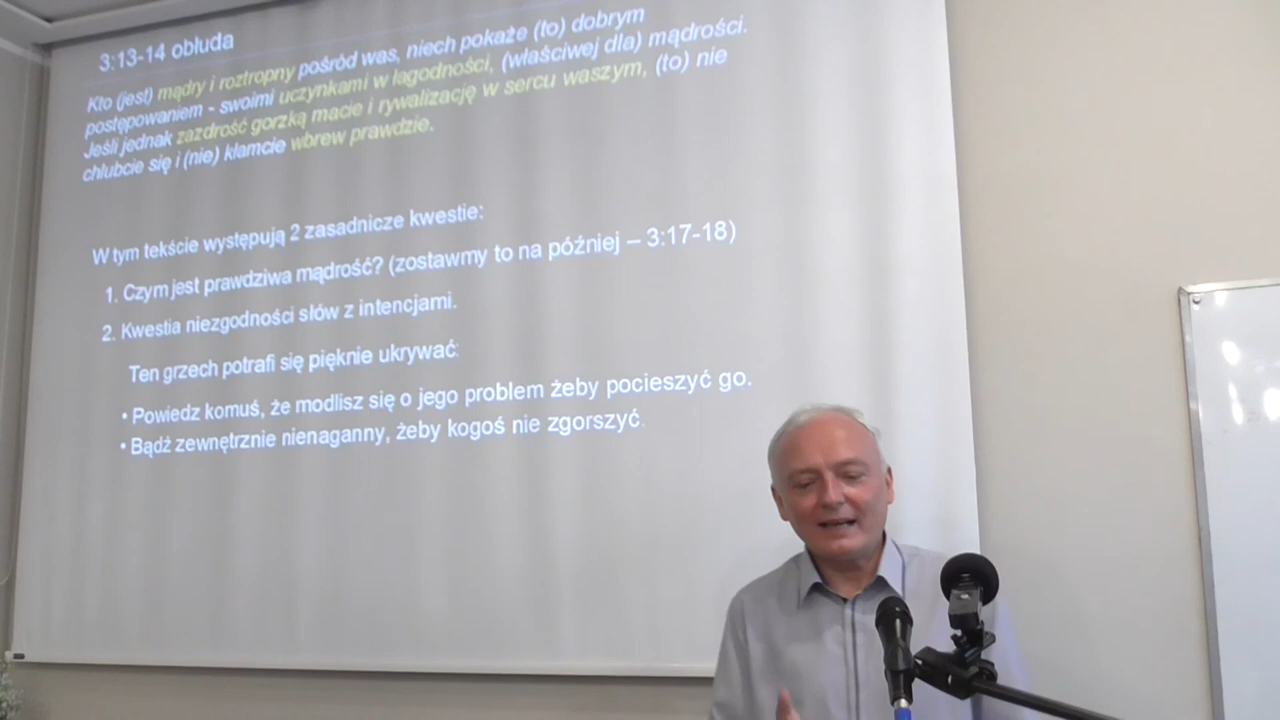 3:13-14 obłuda
Kto (jest) mądry i roztropny pośród was, niech pokaże (to) dobrym
postępowaniem - swoimi uczynkami w łagodności, (właściwej dla) mądrości.
Jeśli jednak zazdrość gorzką macie i rywalizację w sercu waszym, (to) nie
chlubcie się i (nie) kłamcie wbrew prawdzie.
W tym tekście występują 2 zasadnicze kwestie:
1. Czym jest prawdziwa mądrość? (zostawmy to na później – 3:17-18)
2. Kwestia niezgodności słów z intencjami.
Ten grzech potrafi się pięknie ukrywać:
• Powiedz komuś, że modlisz się o jego problem żeby pocieszyć go.
• Bądź zewnętrznie nienaganny, żeby kogoś nie zgorszyć.